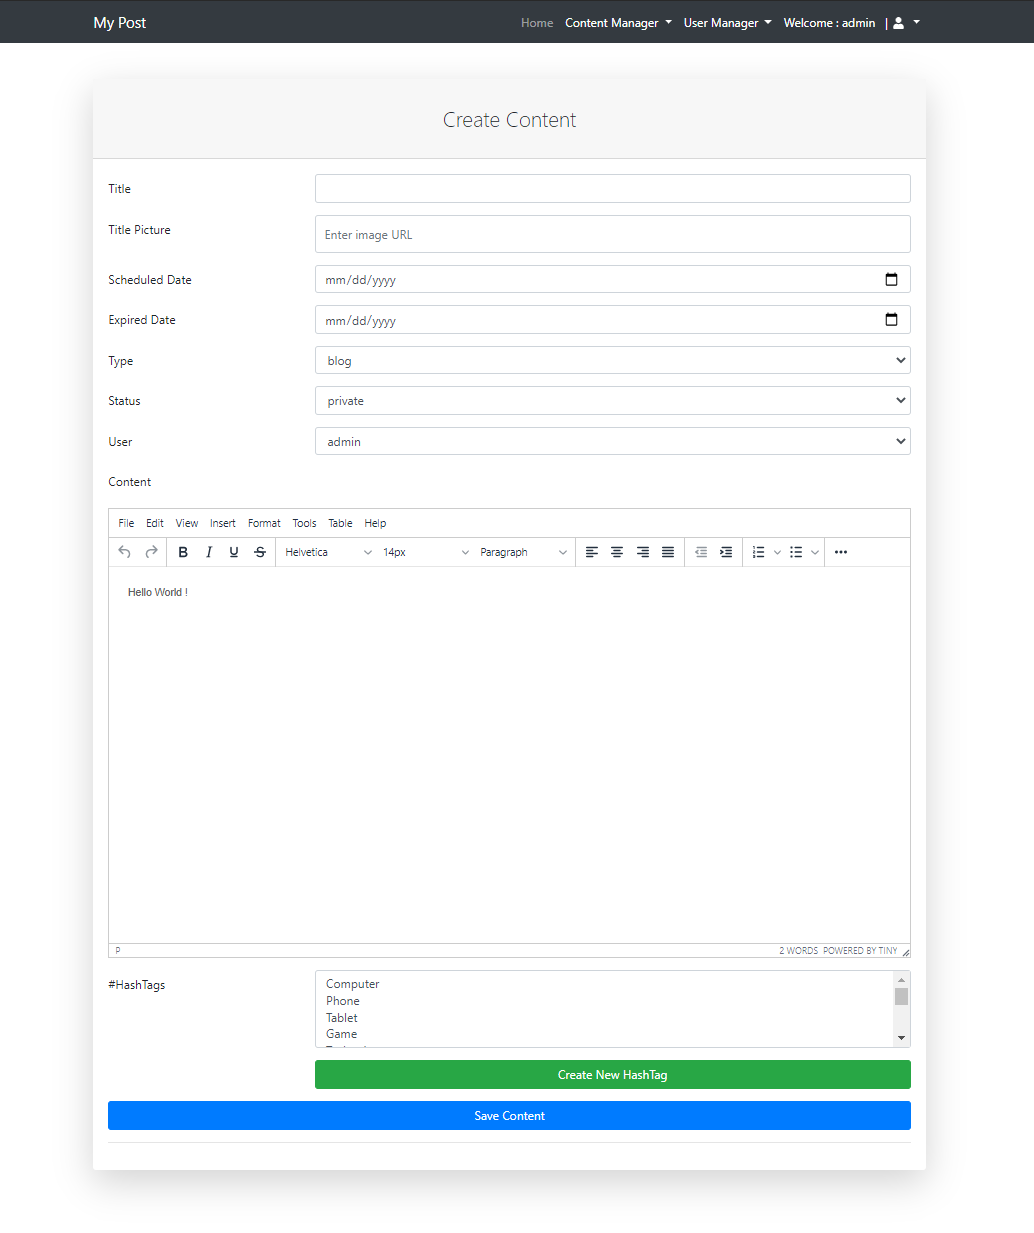 My Post Home Content Manager User Manager Welcome : admin |
Create Content
Title
Title Picture Enter image URL
Scheduled Date mm/dd/yyyy
Expired Date mm/dd/yyyy
Type blog
Status private
User admin
Content
File Edit View Insert Format Tools Table Help
B I U S Helvetica 14px Paragraph
Hello World !
P 2 WORDS POWERED BY TINY
#HashTags Computer
Phone
Tablet
Game
Create New HashTag
Save Content